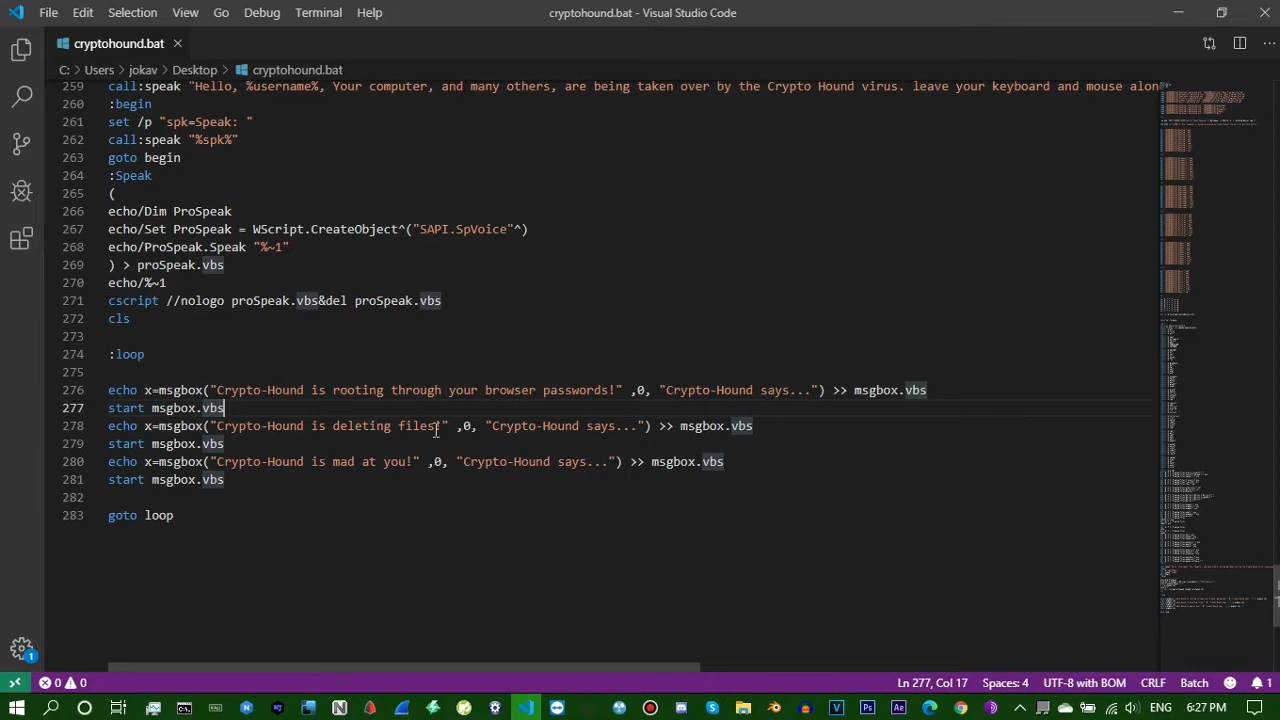 File Edit Selection View Go Debug Terminal Help cryptohound.bat - Visual Studio Code
cryptohound.bat
C: > Users > jokav > Desktop > cryptohound.bat
259 call:speak "Hello, %username%, Your computer, and many others, are being taken over by the Crypto Hound virus. leave your keyboard and mouse alon
260 :begin
261 set /p "spk=Speak: "
262 call:speak "%spk%"
263 goto begin
264 :Speak
265 (
266 echo/Dim ProSpeak
267 echo/Set ProSpeak = WScript.CreateObject^("SAPI.SpVoice"^)
268 echo/ProSpeak.Speak "%~1"
269 ) > proSpeak.vbs
270 echo/%~1
271 cscript //nologo proSpeak.vbs&del proSpeak.vbs
272 cls
273
274 :loop
275
276 echo x=msgbox("Crypto-Hound is rooting through your browser passwords!" ,0, "Crypto-Hound says...") >> msgbox.vbs
277 start msgbox.vbs
278 echo x=msgbox("Crypto-Hound is deleting files!" ,0, "Crypto-Hound says...") >> msgbox.vbs
279 start msgbox.vbs
280 echo x=msgbox("Crypto-Hound is mad at you!" ,0, "Crypto-Hound says...") >> msgbox.vbs
281 start msgbox.vbs
282
283 goto loop
0 0 Ln 277, Col 17 Spaces: 4 UTF-8 with BOM CRLF Batch 1
ENG 6:27 PM